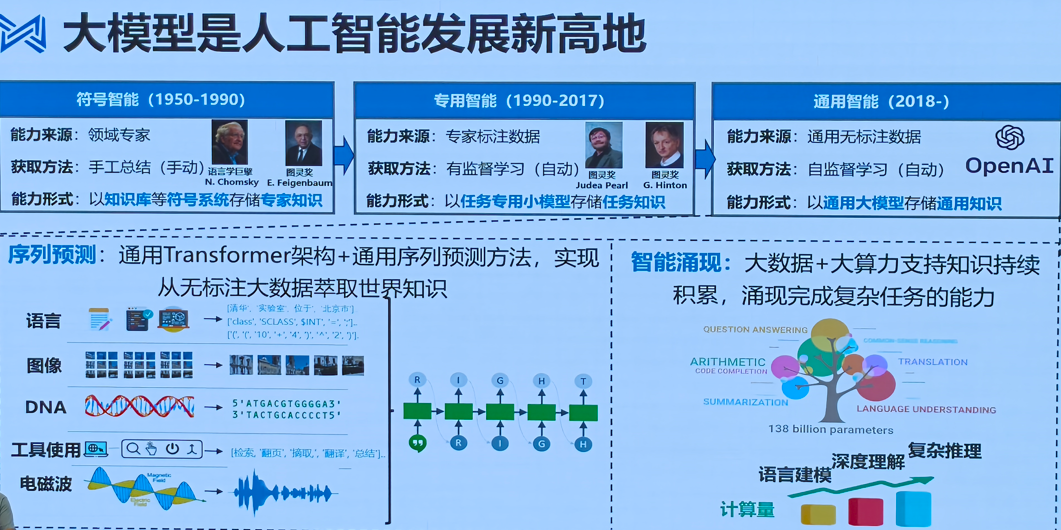 大模型是人工智能发展新高地
符号智能（1950-1990）
能力来源：领域专家
获取方法：手工总结（手动）
语言学巨擘
N. Chomsky
图灵奖
E. Feigenbaum
能力形式：以知识库等符号系统存储专家知识
专用智能（1990-2017）
能力来源：专家标注数据
获取方法：有监督学习（自动）
图灵奖
Judea Pearl
图灵奖
G. Hinton
能力形式：以任务专用小模型存储任务知识
通用智能（2018-）
能力来源：通用无标注数据
获取方法：自监督学习（自动）
OpenAI
能力形式：以通用大模型存储通用知识
序列预测：通用Transformer架构+通用序列预测方法，实现
从无标注大数据萃取世界知识
语言
[清华', '实验室', 位于', '北京市']
['class', 'SCLASS', $INT', '=', ';']..
['(', '(', '10', '+', '4', ')', '^', '2', ')'].
图像
DNA
5'ATGACGTGGGGA3'
3'TACTGCACCCCT5'
工具使用
[检索, '翻页', '摘取,', '翻译', '总结']..
电磁波
Magnetic
Field
Electric
Field
R I G H T
R I G H
智能涌现：大数据+大算力支持知识持续
积累，涌现完成复杂任务的能力
QUESTION ANSWERING
COMMON-SENSE REASONING
ARITHMETIC
CODE COMPLETION
TRANSLATION
SUMMARIZATION
LANGUAGE UNDERSTANDING
138 billion parameters
语言建模
深度理解
复杂推理
计算量